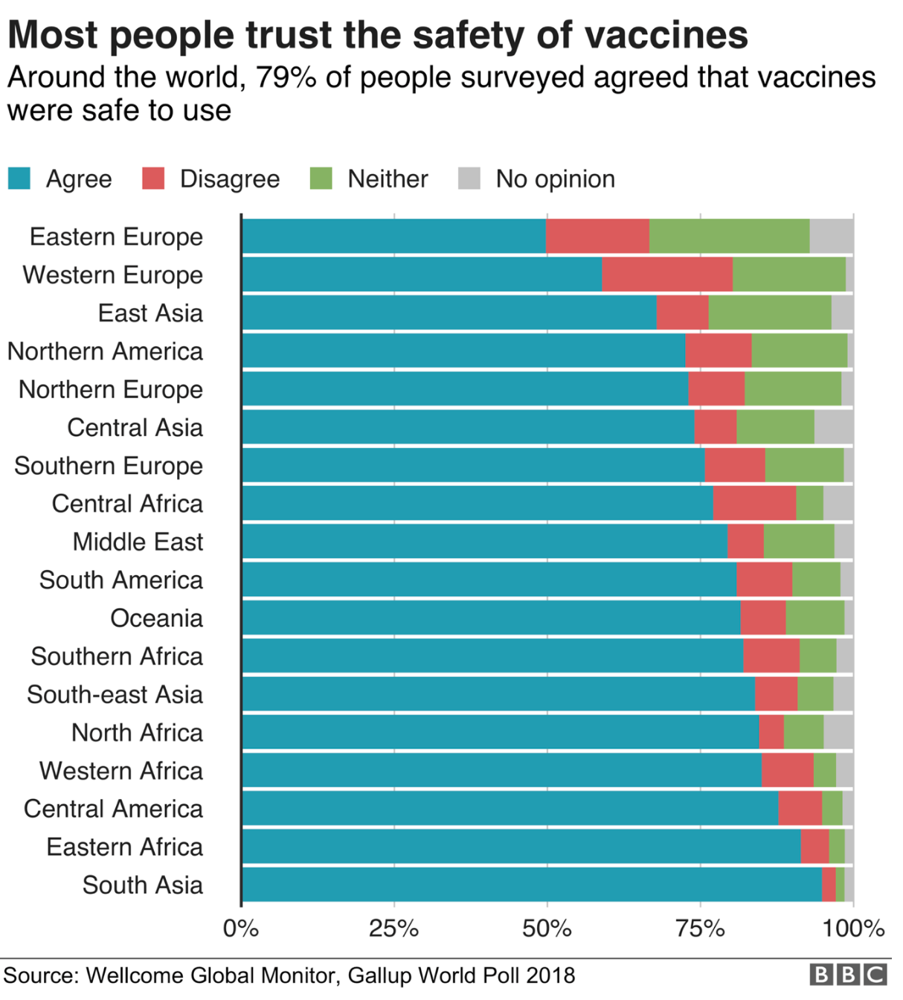 Most people trust the safety of vaccines
Around the world, 79% of people surveyed agreed that vaccines
were safe to use
Agree Disagree Neither No opinion
Eastern Europe
Western Europe
East Asia
Northern America
Northern Europe
Central Asia
Southern Europe
Central Africa
Middle East
South America
Oceania
Southern Africa
South-east Asia
North Africa
Western Africa
Central America
Eastern Africa
South Asia
0% 25% 50% 75% 100%
Source: Wellcome Global Monitor, Gallup World Poll 2018 BBC